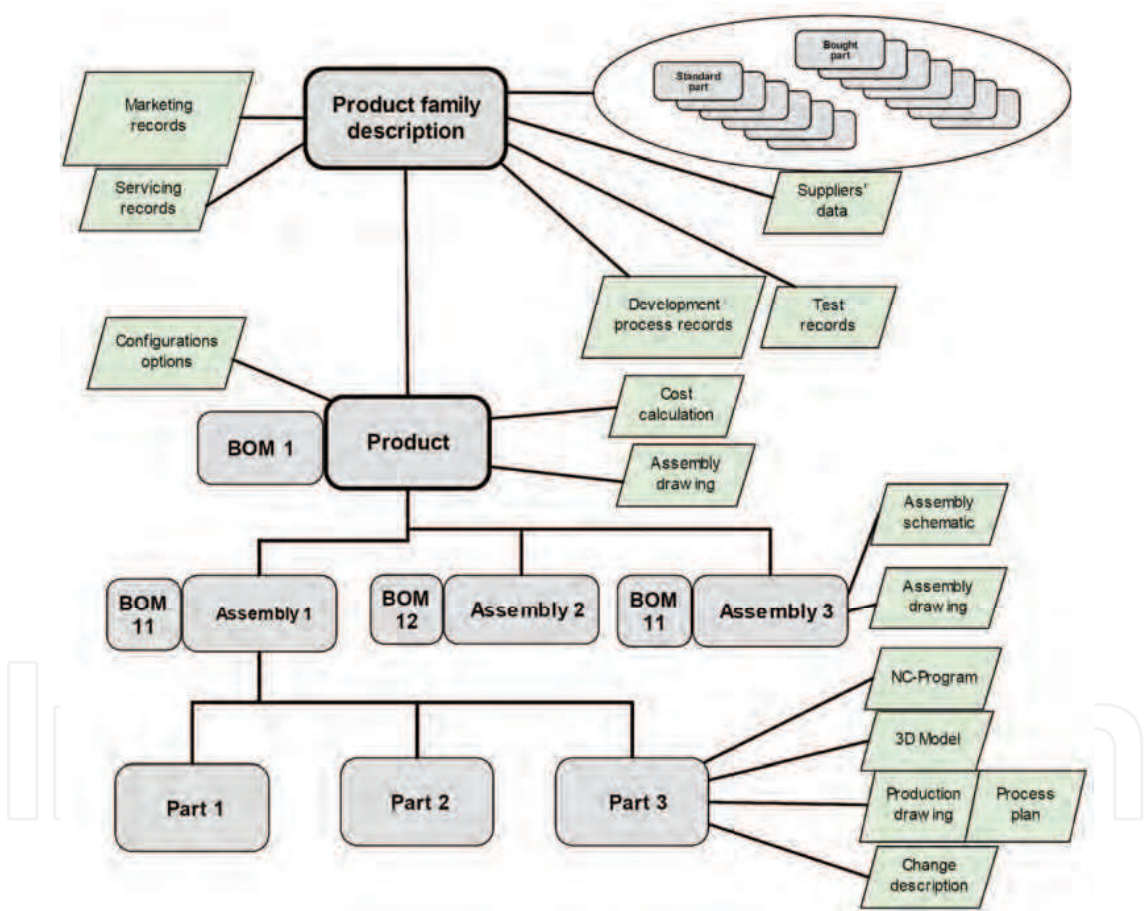 Bought
part
Standard
part
Marketing
records
Product family
description
Servicing
records
Suppliers'
data
Development
process records
Test
records
Configurations
options
Cost
calculation
BOM 1
Product
Assembly
drawing
Assembly
schematic
BOM
11
Assembly 1
BOM
12
Assembly 2
BOM
11
Assembly 3
Assembly
drawing
NC-Program
3D Model
Part 1
Part 2
Part 3
Production
drawing
Process
plan
Change
description